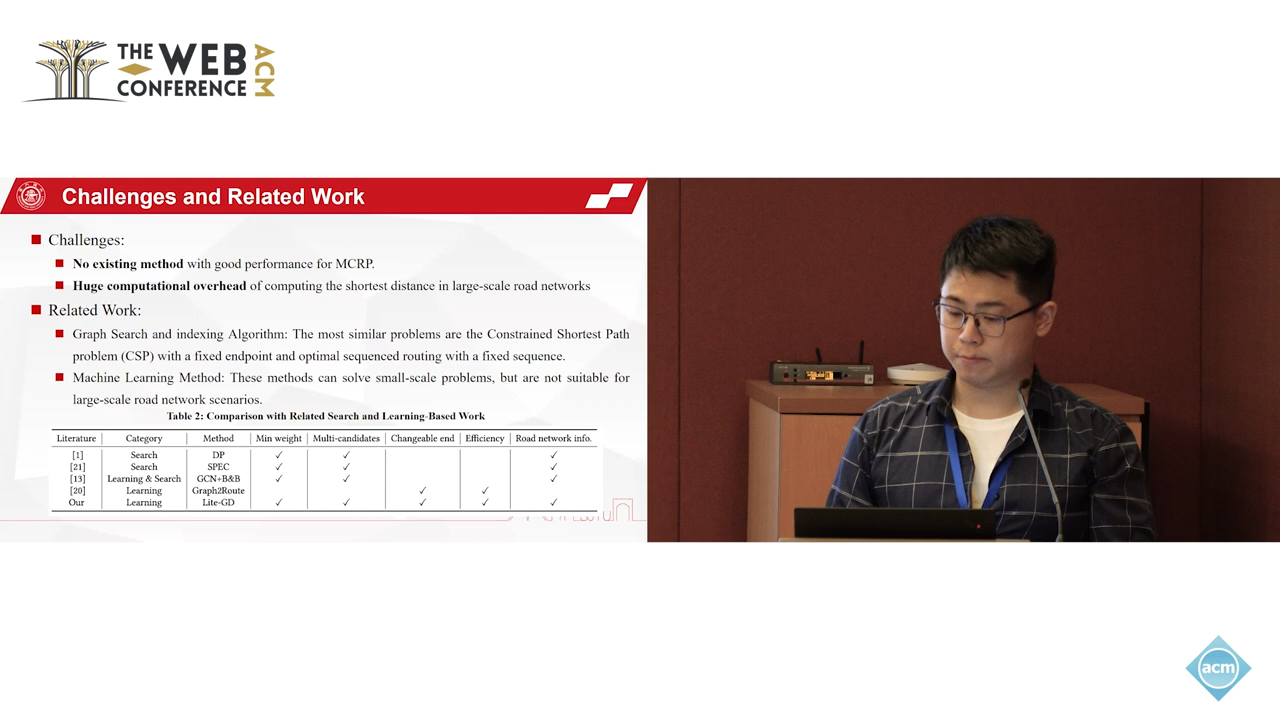 THE WEB
CONFERENCE
ACM
Challenges and Related Work
Challenges:
No existing method with good performance for MCRP.
Huge computational overhead of computing the shortest distance in large-scale road networks
Related Work:
Graph Search and indexing Algorithm: The most similar problems are the Constrained Shortest Path
problem (CSP) with a fixed endpoint and optimal sequenced routing with a fixed sequence.
Machine Learning Method: These methods can solve small-scale problems, but are not suitable for
large-scale road network scenarios.
Table 2: Comparison with Related Search and Learning-Based Work
Literature Category Method Min weight Multi-candidates Changeable end Efficiency Road network info.
[1] Search DP ✓ ✓ ✓
[21] Search SPEC ✓ ✓ ✓
[13] Learning & Search GCN+B&B ✓ ✓ ✓
[20] Learning Graph2Route ✓ ✓
Our Learning Lite-GD ✓ ✓ ✓ ✓ ✓
acm